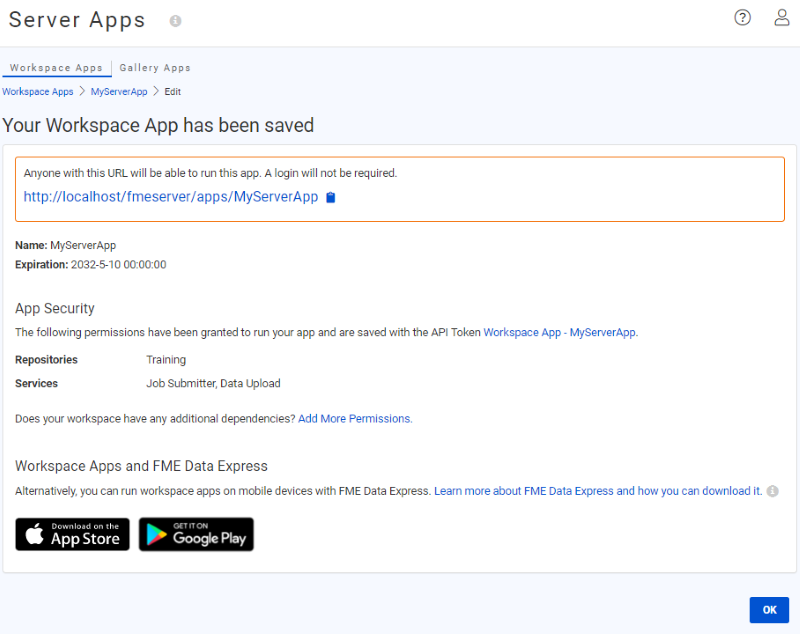 Server Apps
Workspace Apps Gallery Apps
Workspace Apps > MyServerApp > Edit
Your Workspace App has been saved
Anyone with this URL will be able to run this app. A login will not be required.
http://localhost/fmeserver/apps/MyServerApp
Name: MyServerApp
Expiration: 2032-5-10 00:00:00
App Security
The following permissions have been granted to run your app and are saved with the API Token Workspace App - MyServerApp.
Repositories Training
Services Job Submitter, Data Upload
Does your workspace have any additional dependencies? Add More Permissions.
Workspace Apps and FME Data Express
Alternatively, you can run workspace apps on mobile devices with FME Data Express. Learn more about FME Data Express and how you can download it.
Download on the GET IT ON
App Store Google Play
OK